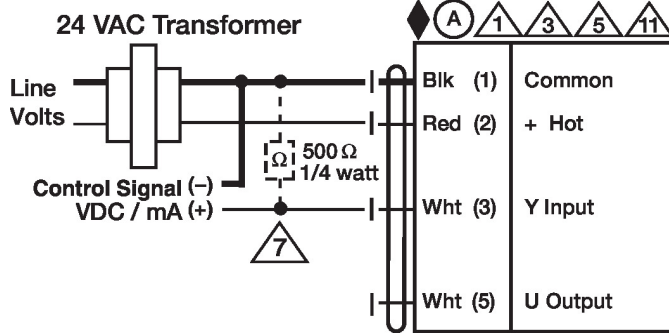 24 VAC Transformer
A 1 3 5 11
Line
Volts
Blk (1) Common
Red (2) + Hot
Ω 500 Ω
1/4 watt
Control Signal (–)
VDC / mA (+)
Wht (3) Y Input
7
Wht (5) U Output